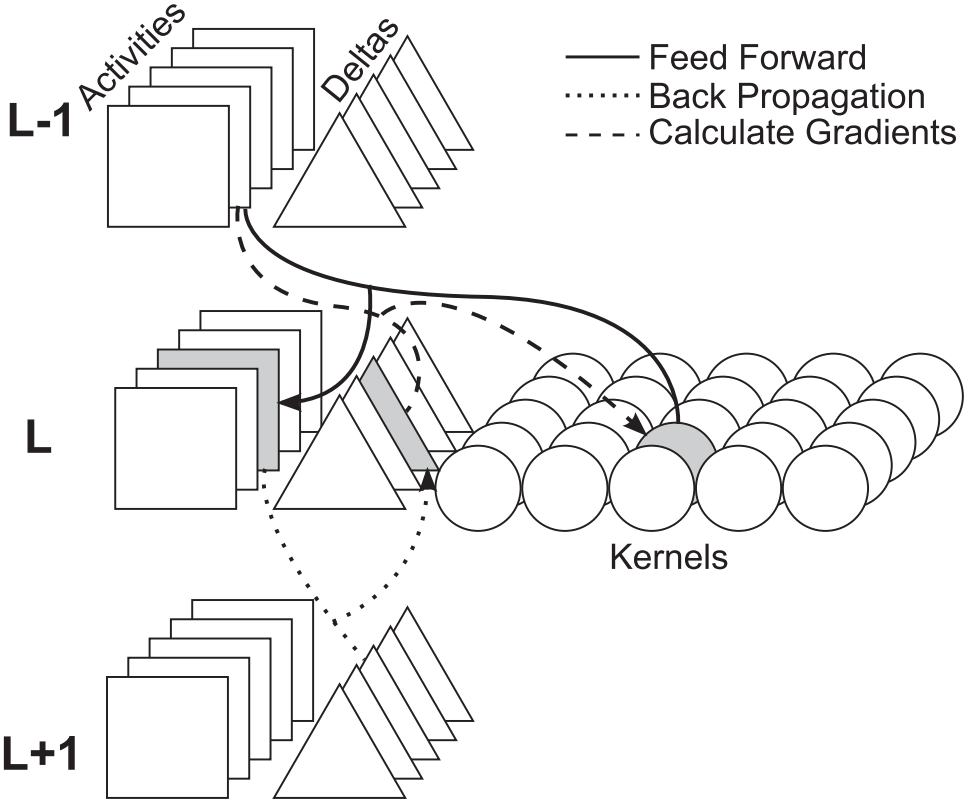 Activities
Deltas
Feed Forward
Back Propagation
Calculate Gradients
L-1
L
Kernels
L+1